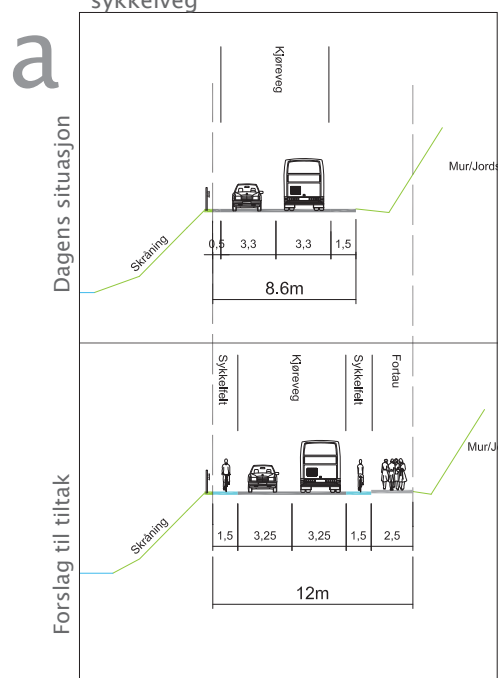 sykkelveg
a
Dagens situasjon
Kjøreveg
Mur/Jords
Skråning
0,5 3,3 3,3 1,5
8.6m
Forslag til tiltak
Sykkelfelt Kjøreveg Sykkelfelt Fortau
Mur/J
Skråning
1,5 3,25 3,25 1,5 2,5
12m